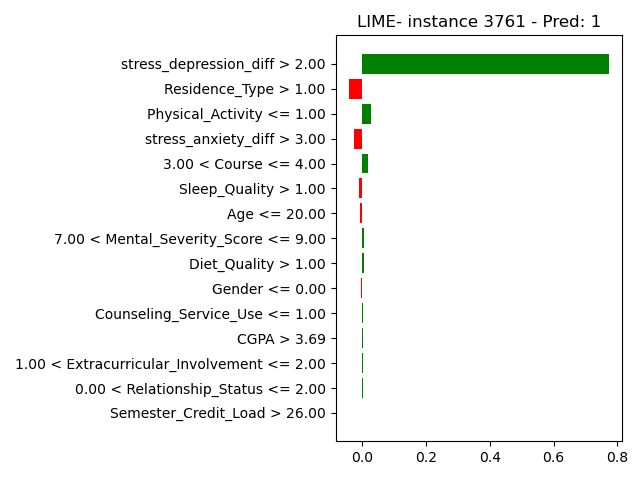 LIME- instance 3761 - Pred: 1
stress_depression_diff > 2.00
Residence_Type > 1.00
Physical_Activity <= 1.00
stress_anxiety_diff > 3.00
3.00 < Course <= 4.00
Sleep_Quality > 1.00
Age <= 20.00
7.00 < Mental_Severity_Score <= 9.00
Diet_Quality > 1.00
Gender <= 0.00
Counseling_Service_Use <= 1.00
CGPA > 3.69
1.00 < Extracurricular_Involvement <= 2.00
0.00 < Relationship_Status <= 2.00
Semester_Credit_Load > 26.00
0.0 0.2 0.4 0.6 0.8